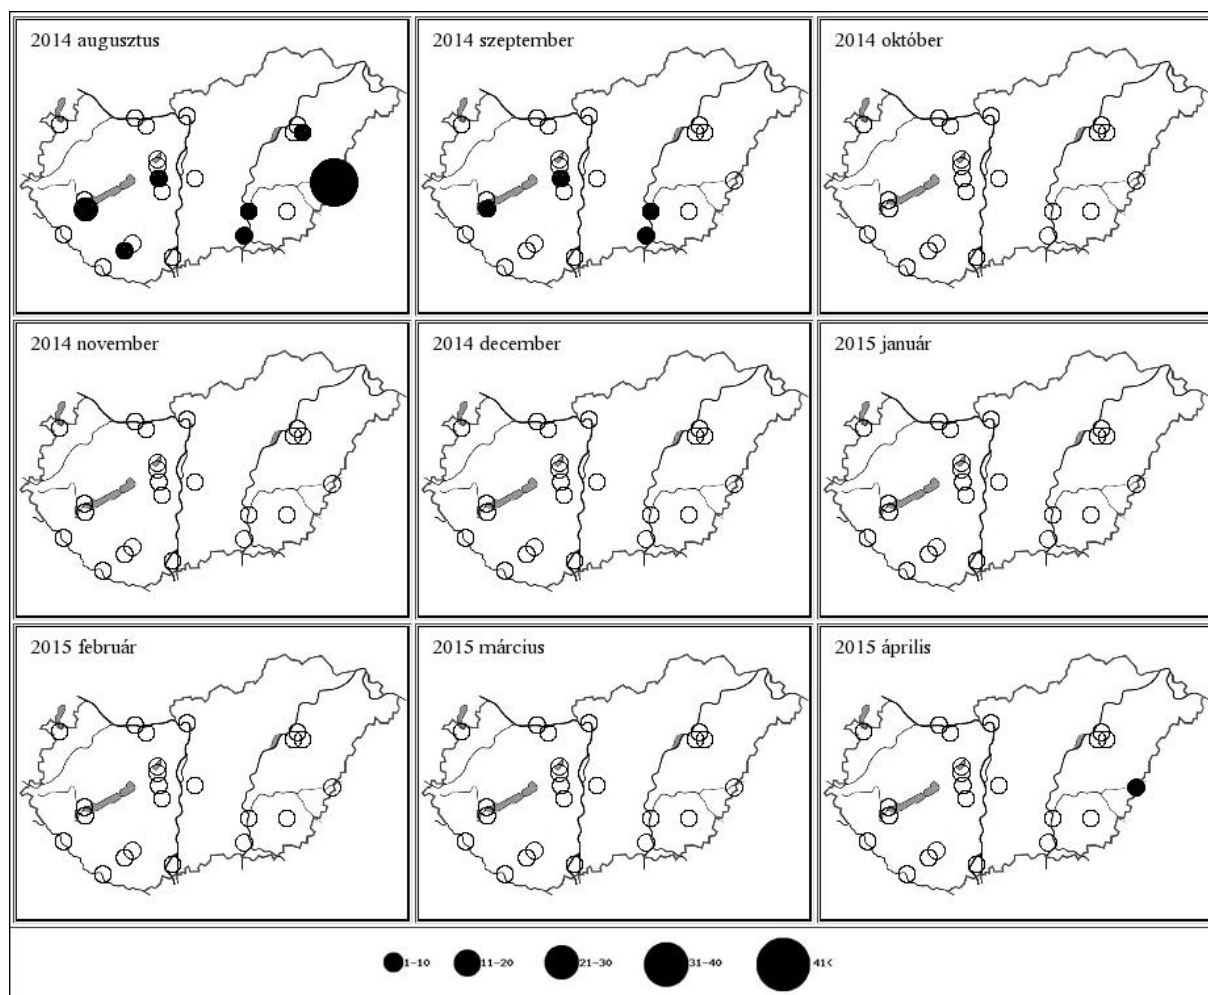 2014 augusztus
2014 szeptember
2014 október
2014 november
2014 december
2015 január
2015 február
2015 március
2015 április
1-10 11-20 21-30 31-40 41<